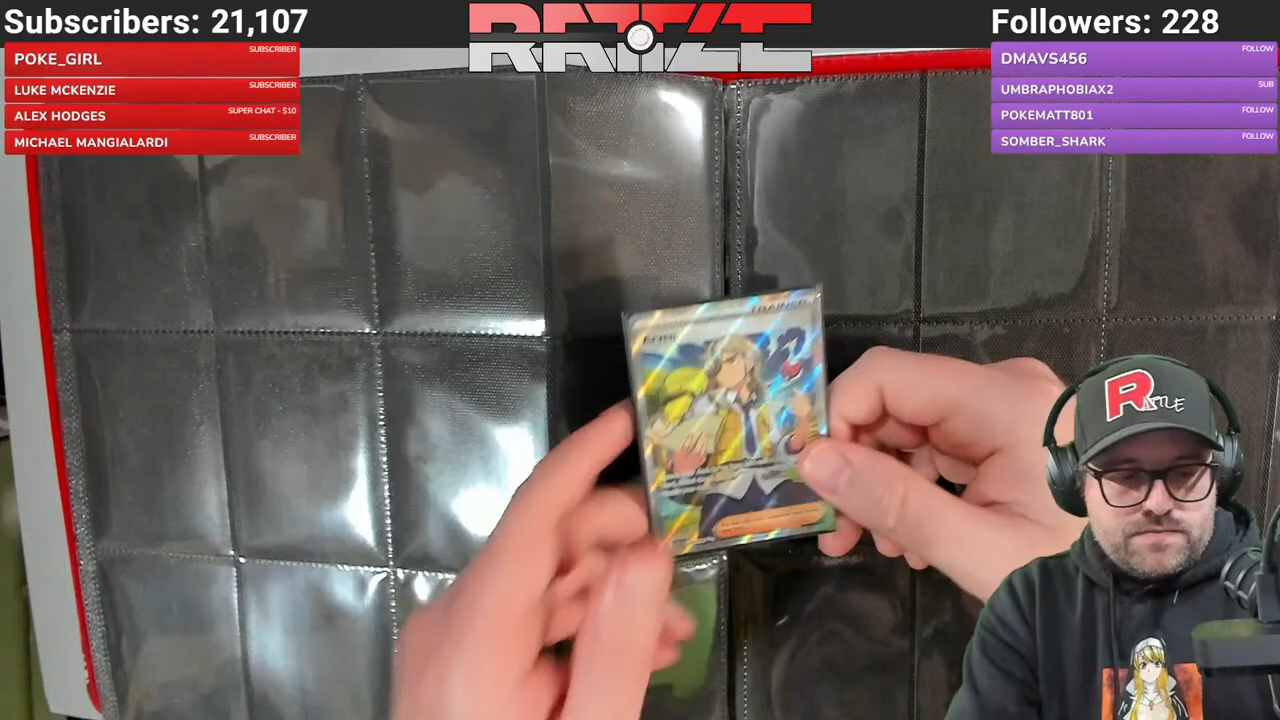 Subscribers: 21,107
POKE_GIRL SUBSCRIBER
LUKE MCKENZIE SUBSCRIBER
ALEX HODGES SUPER CHAT - $10
MICHAEL MANGIALARDI SUBSCRIBER
Followers: 228
DMAVS456 FOLLOW
UMBRAPHOBIAX2 SUB
POKEMATT801 FOLLOW
SOMBER_SHARK FOLLOW
TRAINER